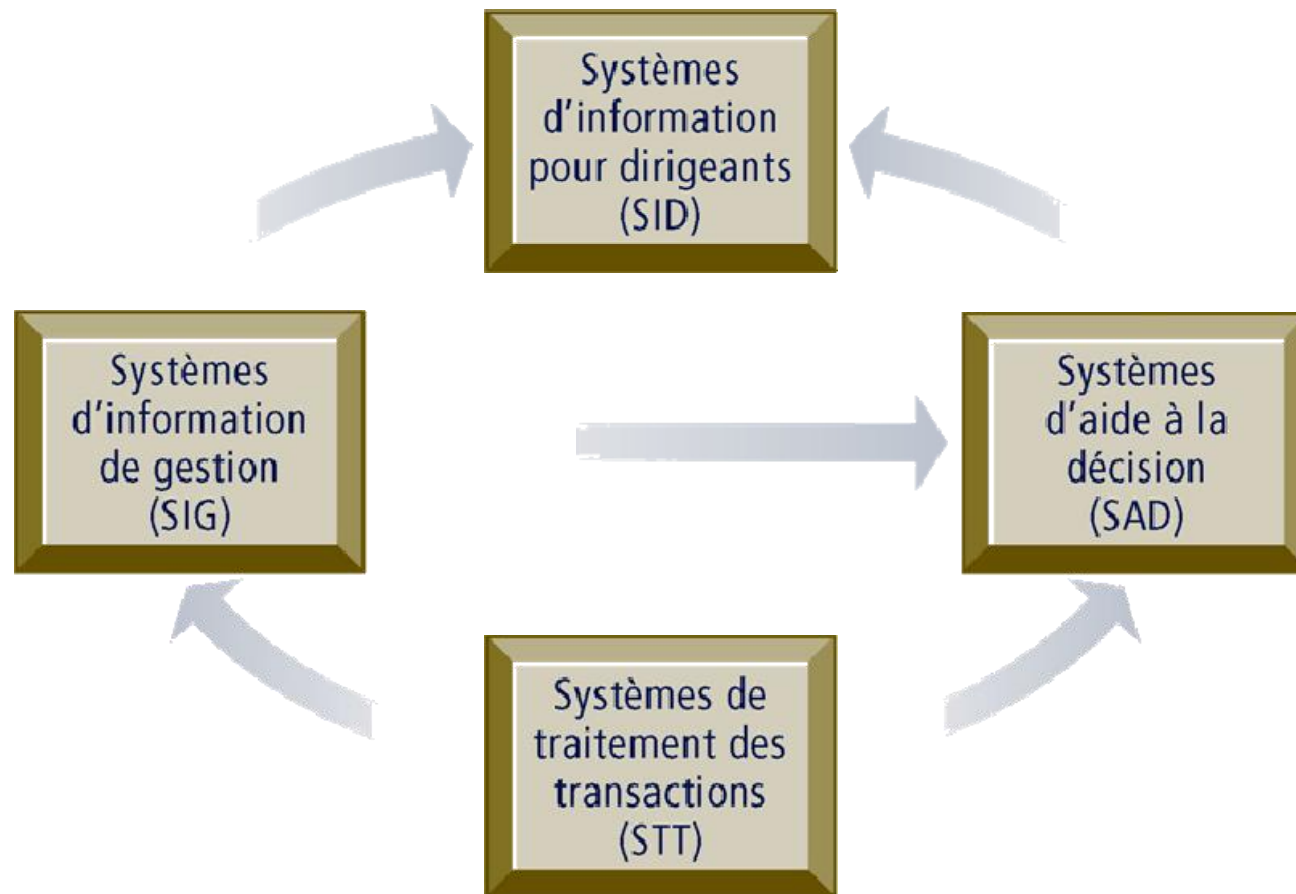 Systèmes
d'information
pour dirigeants
(SID)
Systèmes
d'information
de gestion
(SIG)
Systèmes
d'aide à la
décision
(SAD)
Systèmes de
traitement des
transactions
(STT)